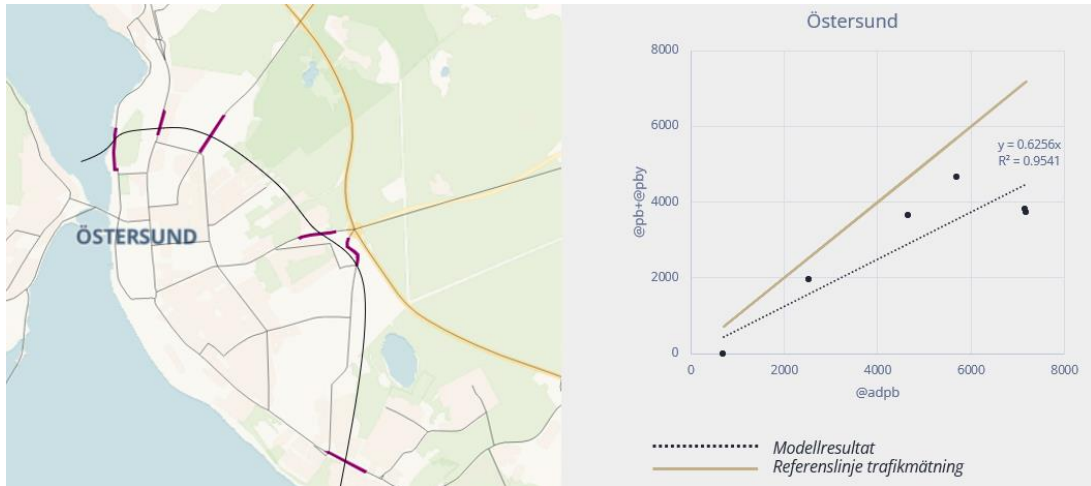 ÖSTERSUND
Östersund
8000
6000
4000
2000
0
@pb+@pby
y = 0.6256x
R² = 0.9541
0
2000
4000
6000
8000
@adpb
Modellresultat
Referenslinje trafikmätning